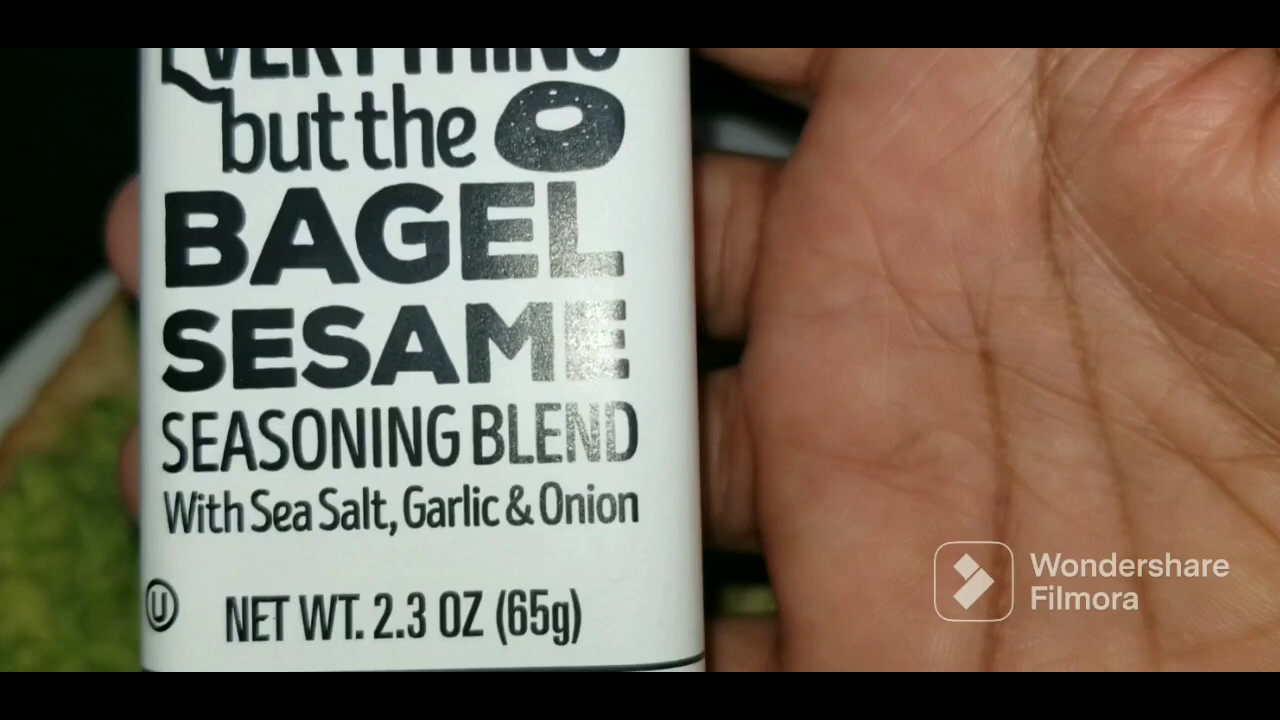 EVERYTHING
but the
BAGEL
SESAME
SEASONING BLEND
With Sea Salt, Garlic & Onion
U
NET WT. 2.3 OZ (65g)
Wondershare
Filmora